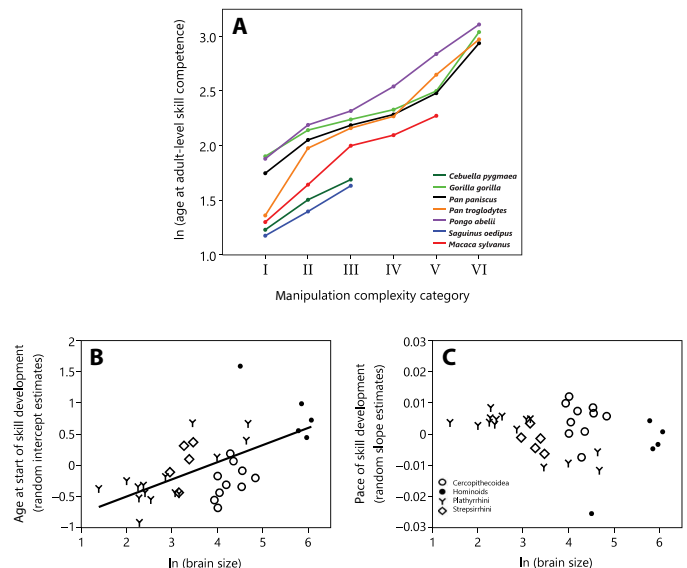 A
3.0
2.5
2.0
1.5
1.0
ln (age at adult-level skill competence)
Cebuella pygmaea
Gorilla gorilla
Pan paniscus
Pan troglodytes
Pongo abelii
Saguinus oedipus
Macaca sylvanus
I II III IV V VI
Manipulation complexity category
B
2
1.5
1
0.5
0
−0.5
−1
Age at start of skill development
(random intercept estimates)
1 2 3 4 5 6
ln (brain size)
C
0.03
0.02
0.01
0.00
−0.01
−0.02
−0.03
Pace of skill development
(random slope estimates)
Cercopithecoidea
Hominoids
Plathyrrhini
Strepsirrhini
1 2 3 4 5 6
ln (brain size)